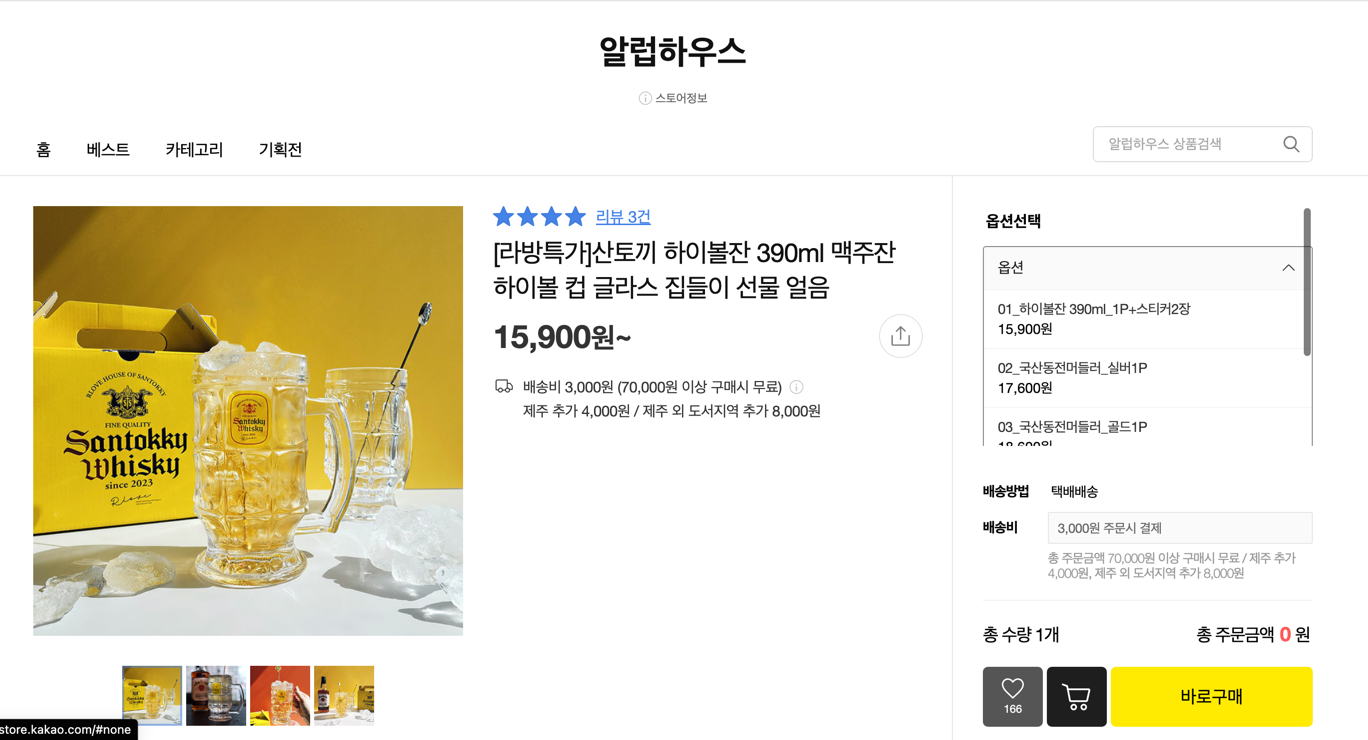 알럽하우스
스토어정보
홈
베스트
카테고리
기획전
알럽하우스 상품검색
RLOVE HOUSE OF SANTOKKY
FINE QUALITY
Santokky
Whisky
since 2023
Santokky
Whisky
리뷰 3건
[라방특가]산토끼 하이볼잔 390ml 맥주잔
하이볼 컵 글라스 집들이 선물 얼음
15,900원~
배송비 3,000원 (70,000원 이상 구매시 무료)
제주 추가 4,000원 / 제주 외 도서지역 추가 8,000원
옵션선택
옵션
01_하이볼잔 390ml_1P+스티커2장
15,900원
02_국산동전머들러_실버1P
17,600원
03_국산동전머들러_골드1P
18,600원
배송방법
택배배송
배송비
3,000원 주문시 결제
총 주문금액 70,000원 이상 구매시 무료 / 제주 추가
4,000원, 제주 외 도서지역 추가 8,000원
총 수량 1개
총 주문금액 0 원
166
바로구매
store.kakao.com/#none